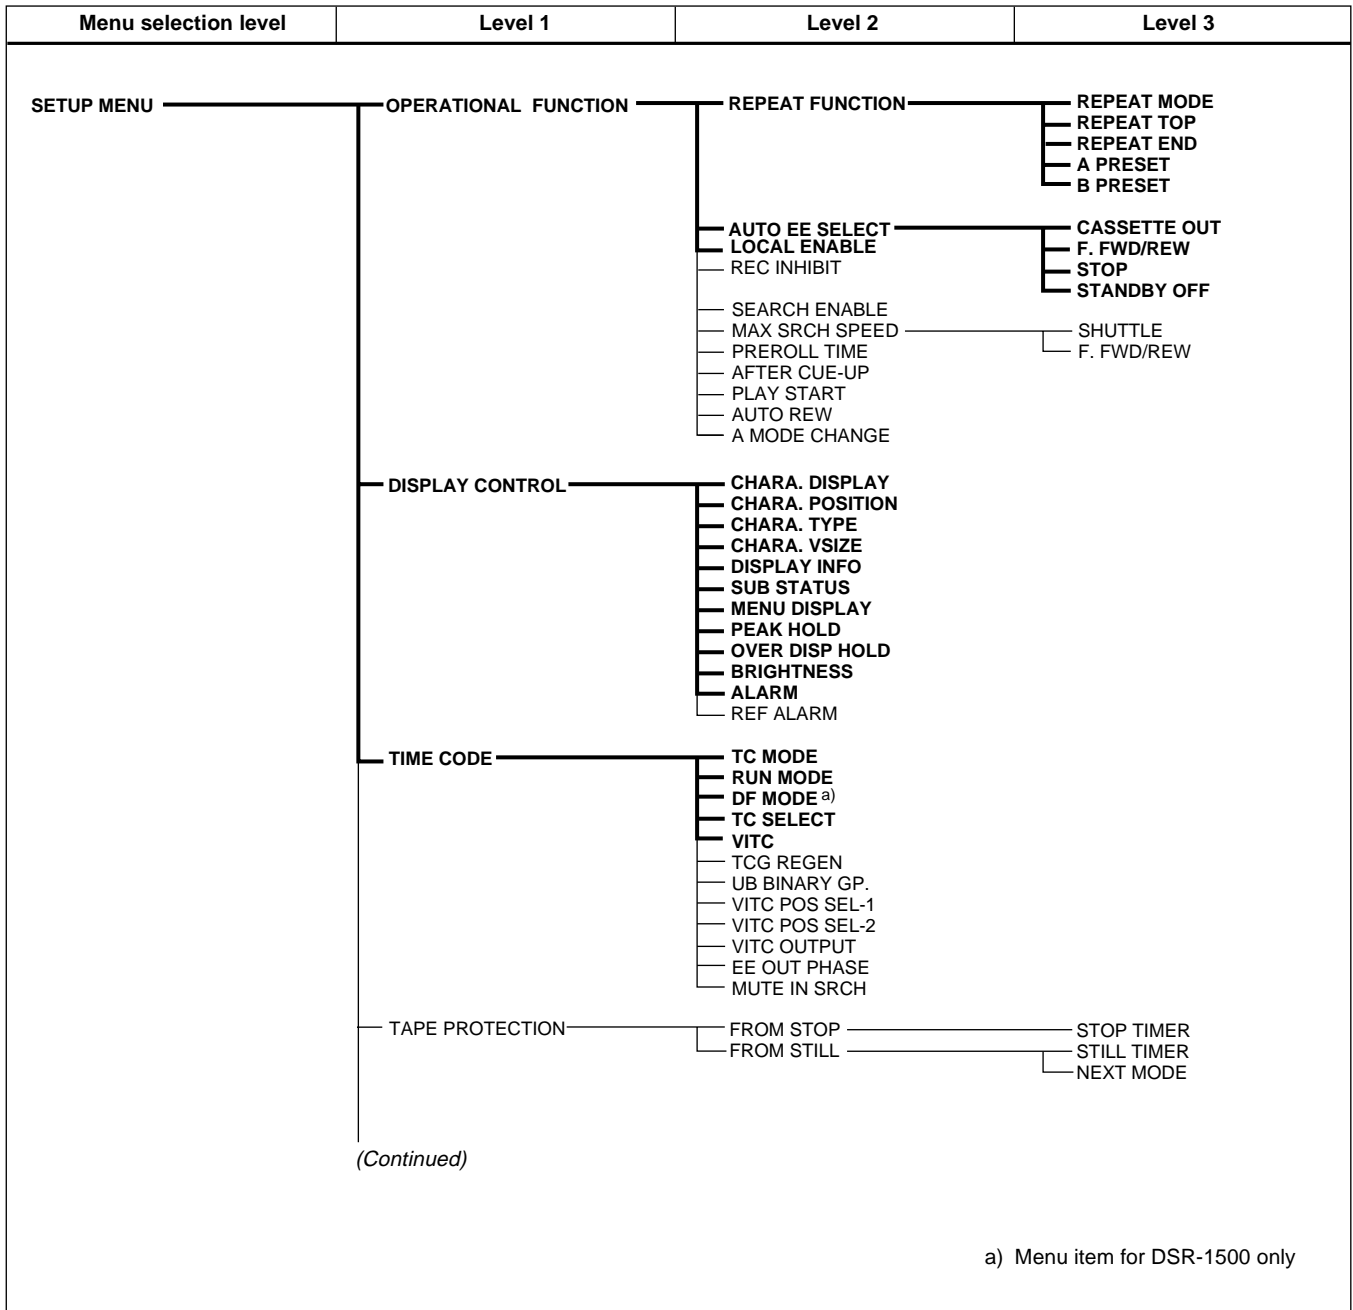 Menu selection level Level 1 Level 2 Level 3
SETUP MENU OPERATIONAL FUNCTION REPEAT FUNCTION REPEAT MODE
REPEAT TOP
REPEAT END
A PRESET
B PRESET
AUTO EE SELECT CASSETTE OUT
LOCAL ENABLE F. FWD/REW
REC INHIBIT STOP
STANDBY OFF
SEARCH ENABLE
MAX SRCH SPEED SHUTTLE
PREROLL TIME F. FWD/REW
AFTER CUE-UP
PLAY START
AUTO REW
A MODE CHANGE
DISPLAY CONTROL CHARA. DISPLAY
CHARA. POSITION
CHARA. TYPE
CHARA. VSIZE
DISPLAY INFO
SUB STATUS
MENU DISPLAY
PEAK HOLD
OVER DISP HOLD
BRIGHTNESS
ALARM
REF ALARM
TIME CODE TC MODE
RUN MODE
DF MODE a)
TC SELECT
VITC
TCG REGEN
UB BINARY GP.
VITC POS SEL-1
VITC POS SEL-2
VITC OUTPUT
EE OUT PHASE
MUTE IN SRCH
TAPE PROTECTION FROM STOP STOP TIMER
FROM STILL STILL TIMER
NEXT MODE
(Continued)
a) Menu item for DSR-1500 only